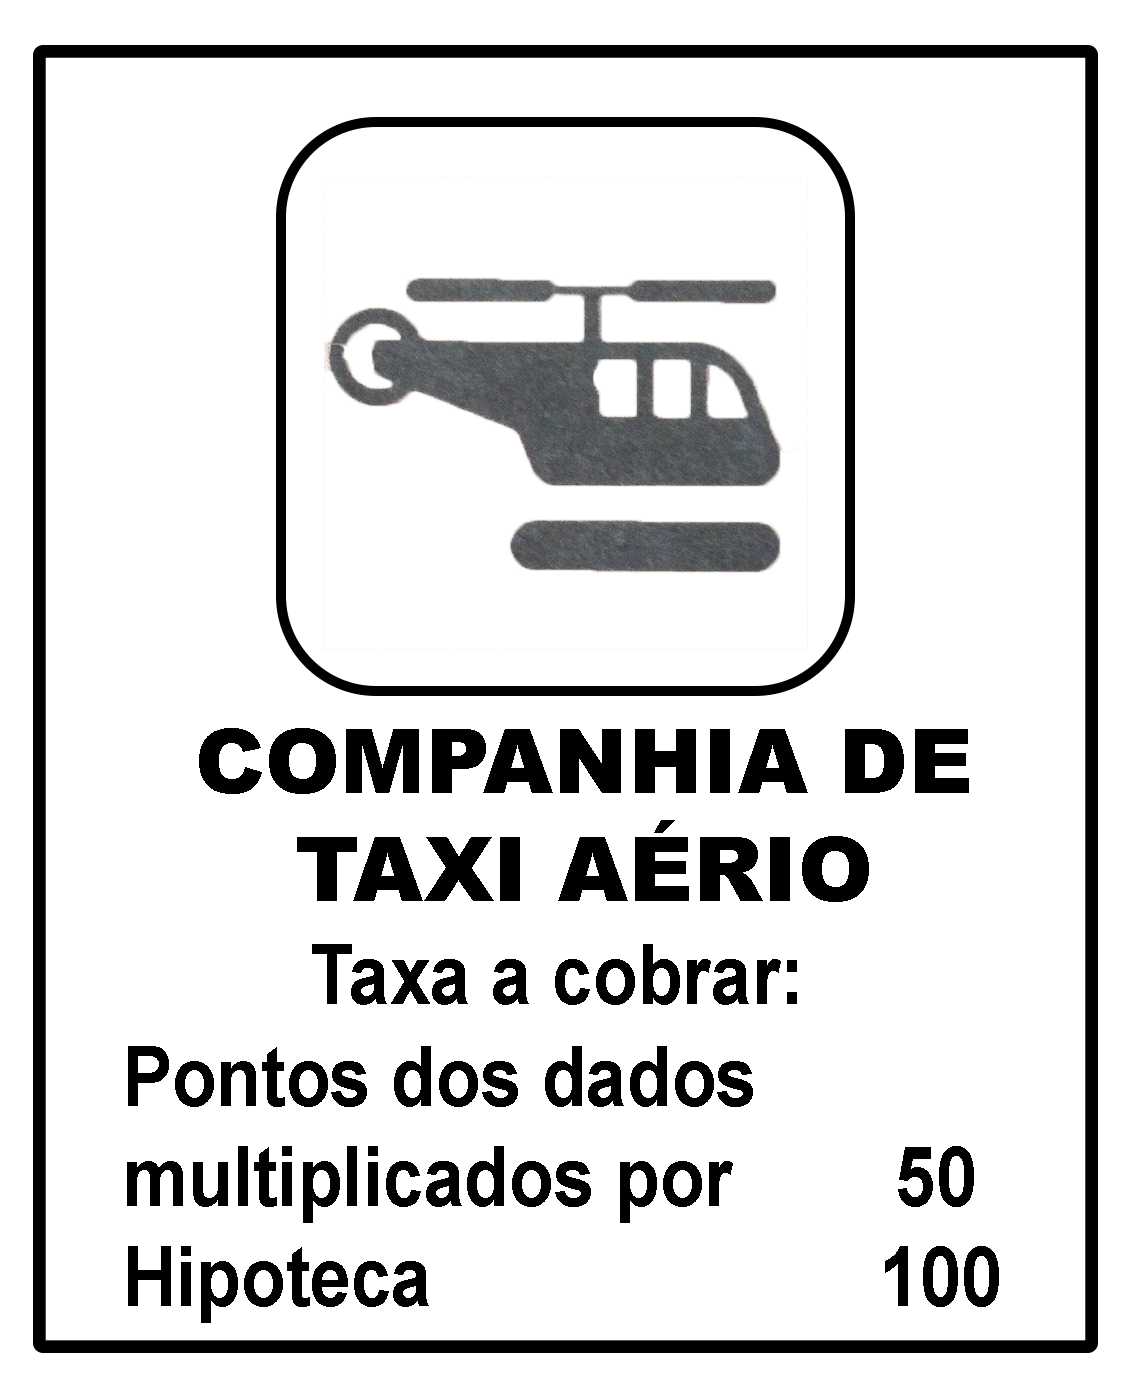 COMPANHIA DE
TAXI AÉRIO
Taxa a cobrar:
Pontos dos dados
multiplicados por 50
Hipoteca 100